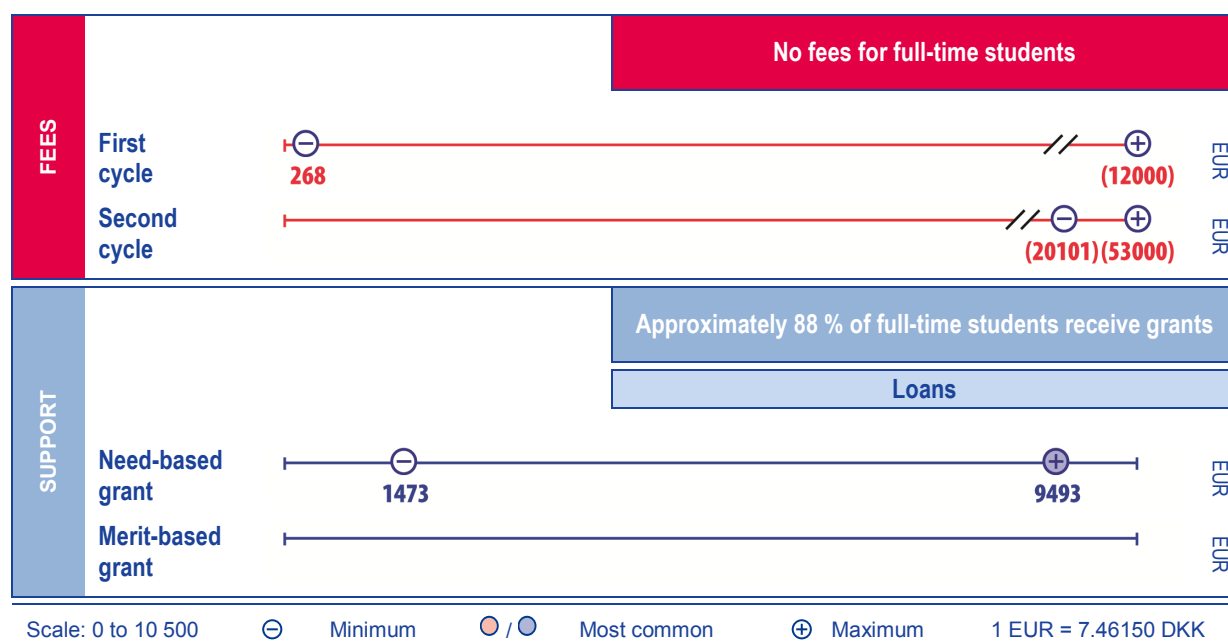 No fees for full-time students
FEES
First
cycle
268
(12000)
EUR
Second
cycle
(20101) (53000)
EUR
Approximately 88 % of full-time students receive grants
Loans
SUPPORT
Need-based
grant
1473
9493
EUR
Merit-based
grant
EUR
Scale: 0 to 10 500 Minimum / Most common Maximum 1 EUR = 7.46150 DKK